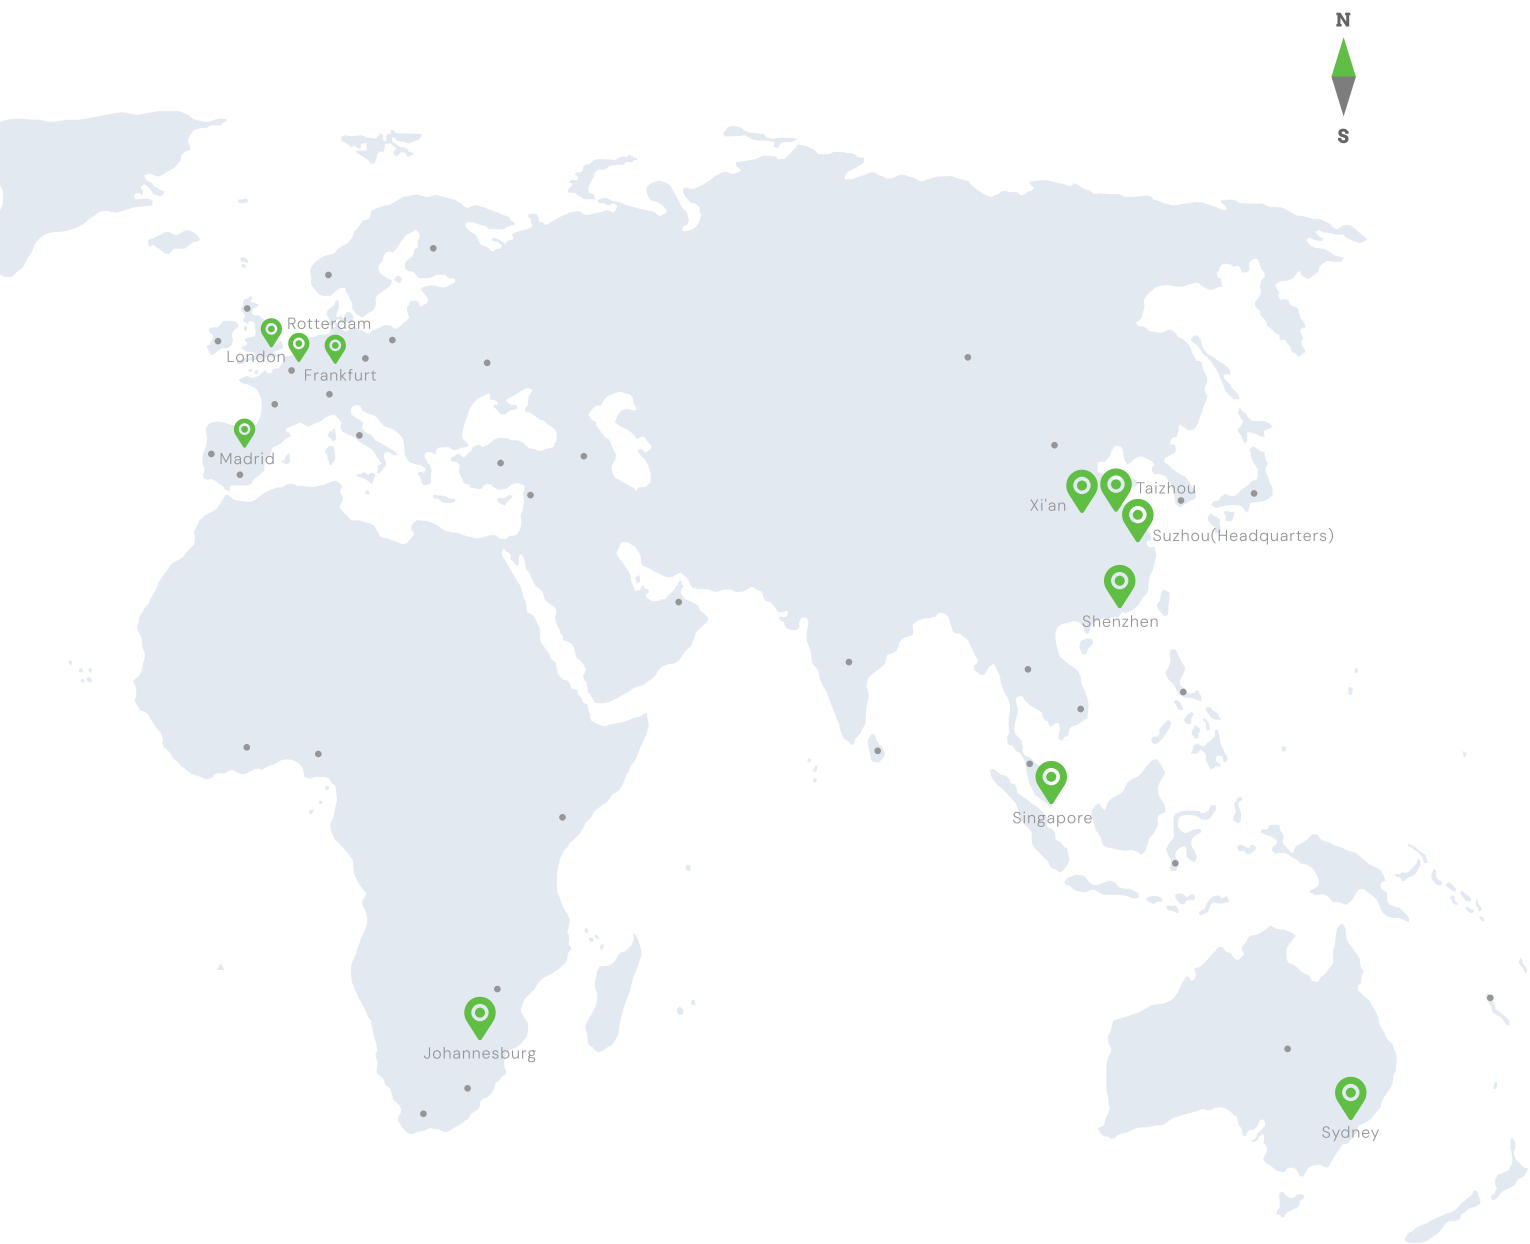 N
S
Rotterdam
London
Frankfurt
Madrid
Taizhou
Xi'an
Suzhou(Headquarters)
Shenzhen
Singapore
Johannesburg
Sydney